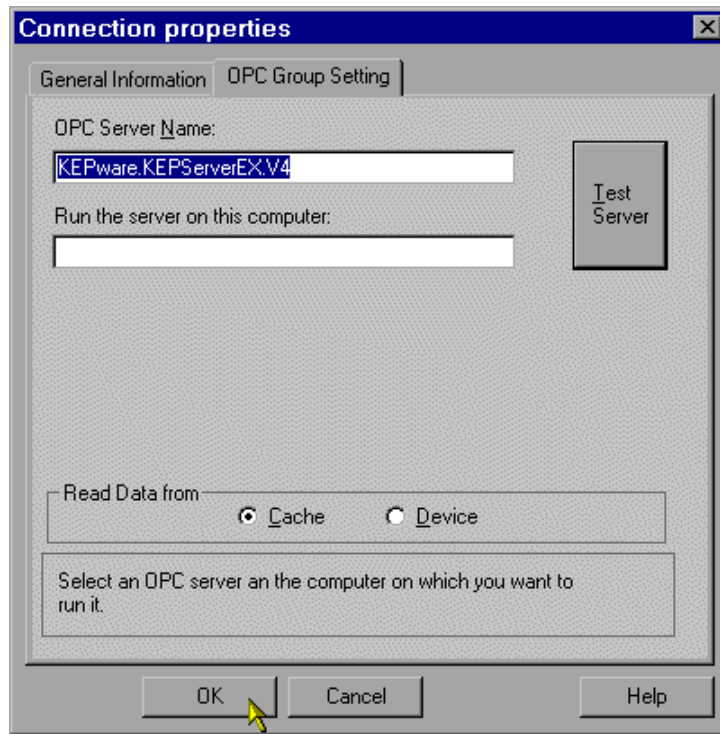 Connection properties
General Information
OPC Group Setting
OPC Server Name:
KEPware.KEPServerEX.V4
Test
Server
Run the server on this computer:
Read Data from
Cache
Device
Select an OPC server an the computer on which you want to
run it.
OK
Cancel
Help